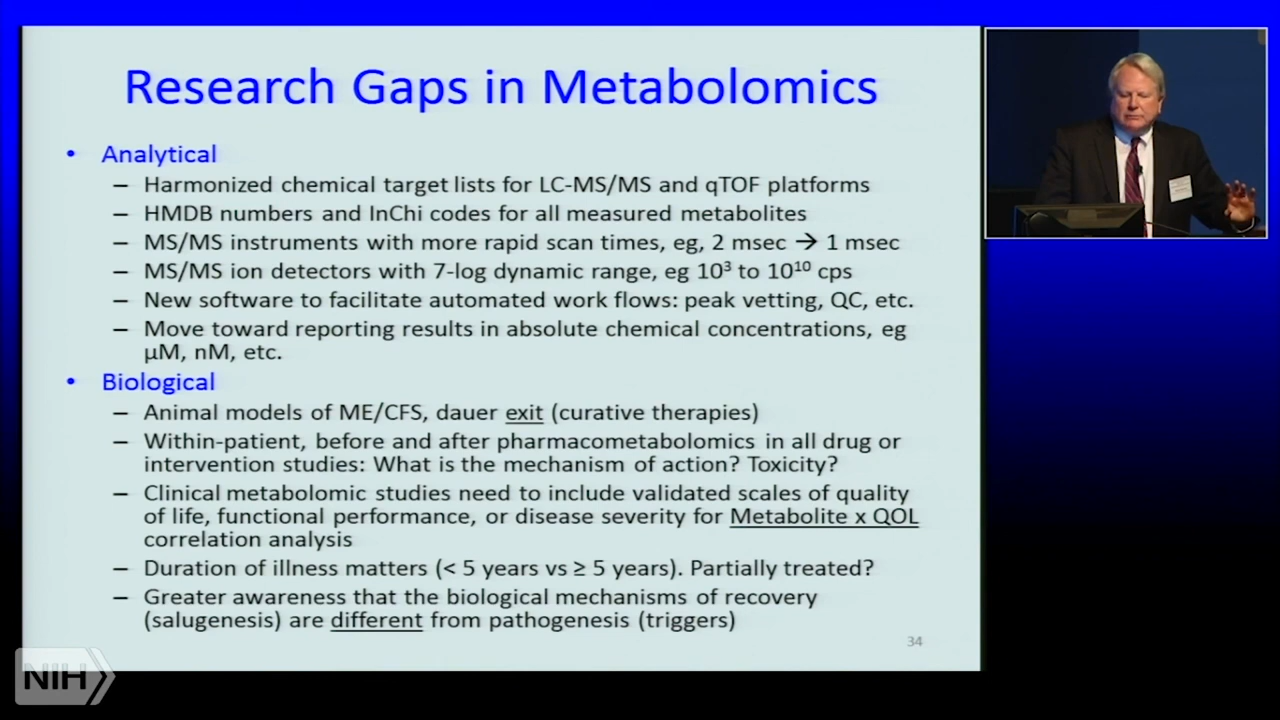 Research Gaps in Metabolomics
• Analytical
– Harmonized chemical target lists for LC-MS/MS and qTOF platforms
– HMDB numbers and InChi codes for all measured metabolites
– MS/MS instruments with more rapid scan times, eg, 2 msec → 1 msec
– MS/MS ion detectors with 7-log dynamic range, eg 10³ to 10¹⁰ cps
– New software to facilitate automated work flows: peak vetting, QC, etc.
– Move toward reporting results in absolute chemical concentrations, eg
µM, nM, etc.
• Biological
– Animal models of ME/CFS, dauer exit (curative therapies)
– Within-patient, before and after pharmacometabolomics in all drug or
intervention studies: What is the mechanism of action? Toxicity?
– Clinical metabolomic studies need to include validated scales of quality
of life, functional performance, or disease severity for Metabolite x QOL
correlation analysis
– Duration of illness matters (< 5 years vs ≥ 5 years). Partially treated?
– Greater awareness that the biological mechanisms of recovery
(salugenesis) are different from pathogenesis (triggers)
34
NIH